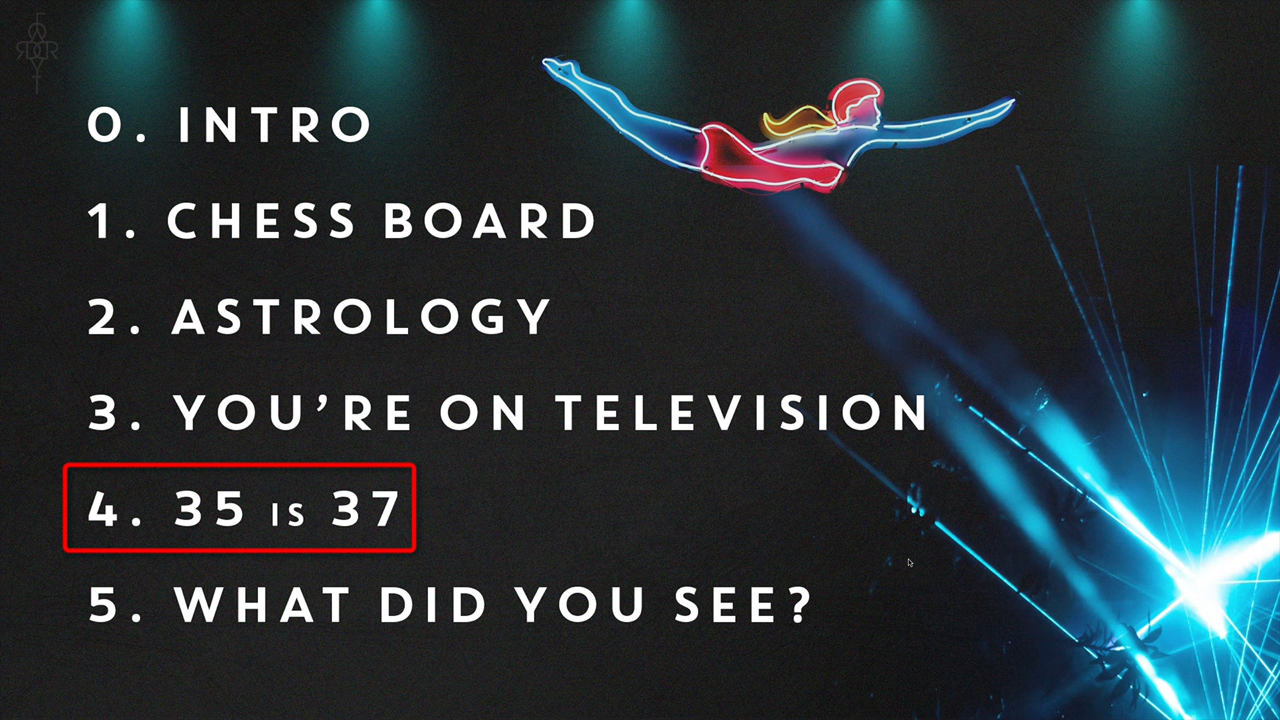 0. INTRO
1. CHESS BOARD
2. ASTROLOGY
3. YOU’RE ON TELEVISION
4. 35 IS 37
5. WHAT DID YOU SEE?